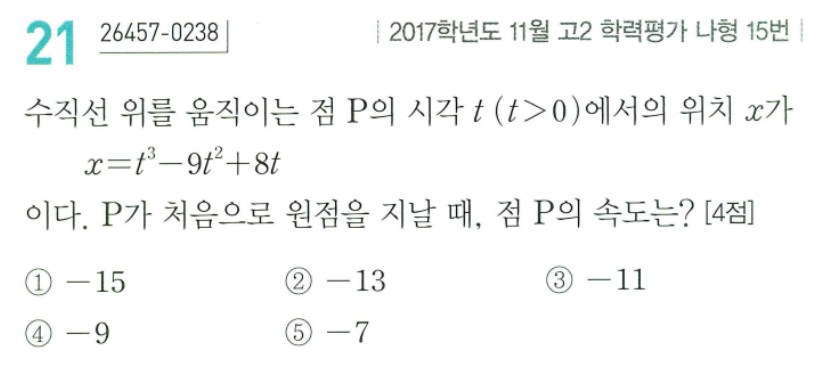 21 26457-0238 | 2017학년도 11월 고2 학력평가 나형 15번 |
수직선 위를 움직이는 점 P의 시각 t (t>0)에서의 위치 x가
x=t³-9t²+8t
이다. P가 처음으로 원점을 지날 때, 점 P의 속도는? [4점]
① -15 ② -13 ③ -11
④ -9 ⑤ -7